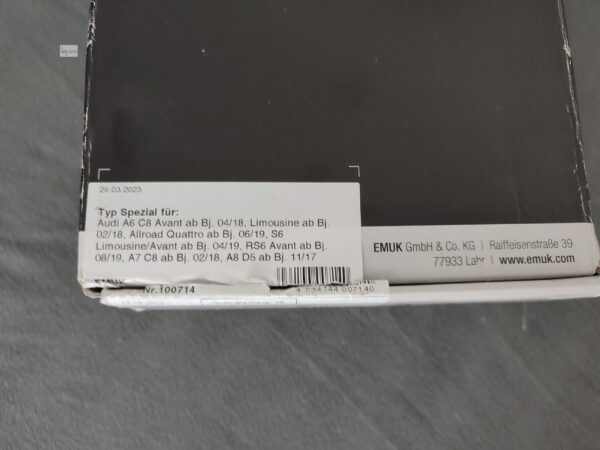 29.03.2023
Typ Spezial für:
Audi A6 C8 Avant ab Bj. 04/18, Limousine ab Bj.
02/18, Allroad Quattro ab Bj. 06/19, S6
Limousine/Avant ab Bj. 04/19, RS6 Avant ab Bj.
08/19, A7 C8 ab Bj. 02/18, A8 D5 ab Bj. 11/17
EMUK GmbH & Co. KG | Raiffeisenstraße 39
77933 Lahr | www.emuk.com
EMUK
Nr.100714
4 034144 007140